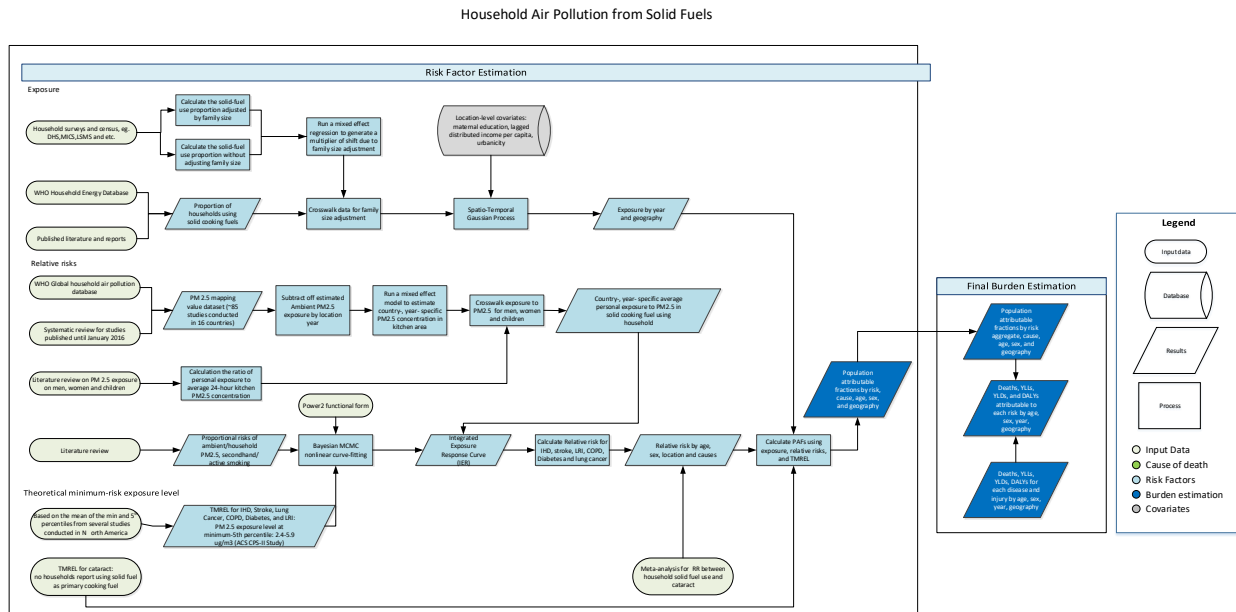 Household Air Pollution from Solid Fuels
Risk Factor Estimation
Exposure
Household surveys and census, eg.
DHS,MICS,LSMS and etc.
Calculate the solid-fuel
use proportion adjusted by
family size
Calculate the solid-fuel
use proportion without
adjusting family size
Run a mixed effect
regression to generate a
multiplier of shift due to
family size adjustment
Location-level covariates:
maternal education, lagged
distributed income per capita,
urbanicity
WHO Household Energy Database
Published literature and reports
Proportion of
households using
solid cooking fuels
Crosswalk data for family
size adjustment
Spatio-Temporal
Gaussian Process
Exposure by year
and geography
Relative risks
WHO Global household air pollution
database
Systematic review for studies
published until January 2016
PM 2.5 mapping
value dataset (~85
studies conducted
in 16 countries)
Subtract off estimated
Ambient PM2.5
exposure by location
year
Run a mixed effect
model to estimate
country-, year- specific
PM2.5 concentration in
kitchen area
Crosswalk exposure to
PM2.5 for men, women
and children
Country-, year- specific average
personal exposure to PM2.5 in
solid cooking fuel using
household
Literature review on PM 2.5 exposure
on men, women and children
Calculation the ratio of
personal exposure to
average 24-hour kitchen
PM2.5 concentration
Power2 functional form
Literature review
Proportional risks of
ambient/household
PM2.5, secondhand/
active smoking
Bayesian MCMC
nonlinear curve-fitting
Integrated
Exposure
Response Curve
(IER)
Calculate Relative risk for
IHD, stroke, LRI, COPD,
Diabetes and lung cancer
Relative risk by age,
sex, location and causes
Calculate PAFs using
exposure, relative risks,
and TMREL
Population
attributable
fractions by risk,
cause, age, sex,
and geography
Theoretical minimum-risk exposure level
Based on the mean of the min and 5th
percentiles from several studies
conducted in N orth America
TMREL for IHD, Stroke, Lung
Cancer, COPD, Diabetes, and LRI:
PM 2.5 exposure level at
minimum-5th percentile: 2.4-5.9
ug/m3 (ACS CPS-II Study)
TMREL for cataract:
no households report using solid fuel
as primary cooking fuel
Meta-analysis for RR between
household solid fuel use and
cataract
Final Burden Estimation
Population
attributable
fractions by risk
aggregate, cause,
age, sex, and
geography
Deaths, YLLs,
YLDs, and DALYs
attributable to
each risk by age,
sex, year,
geography
Deaths, YLLs,
YLDs, DALYs for
each disease and
injury by age, sex,
year, geography
Legend
Input data
Database
Results
Process
Input Data
Cause of death
Risk Factors
Burden estimation
Covariates